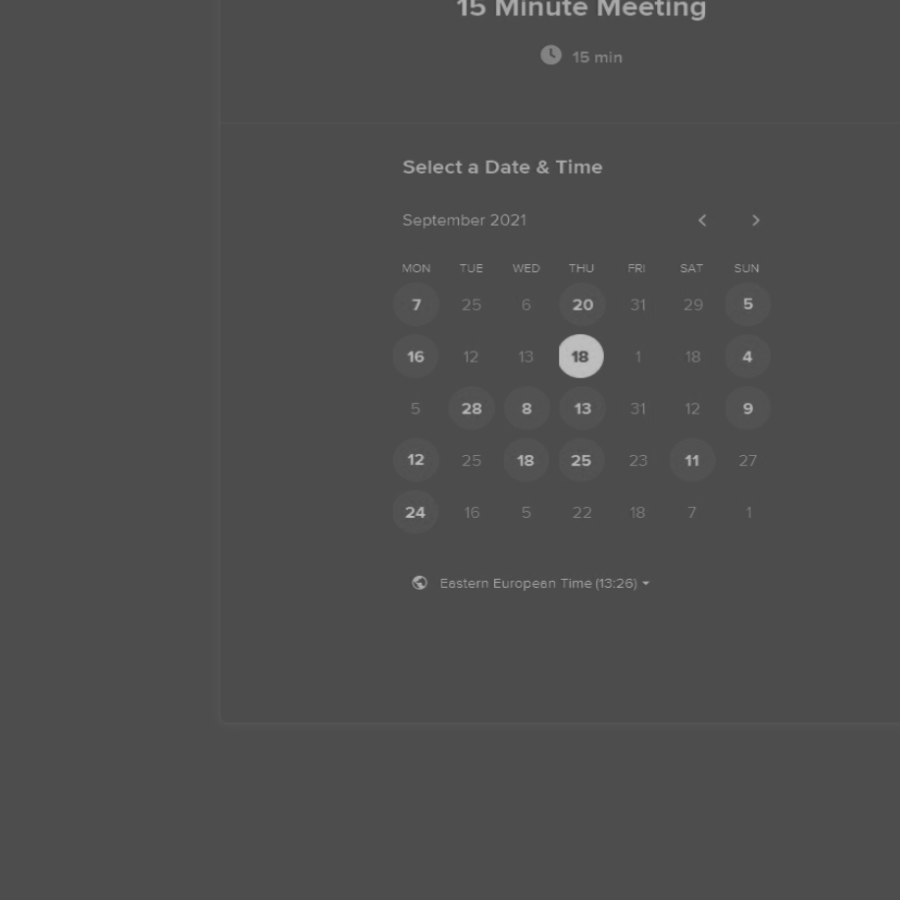 15 Minute Meeting
15 min
Select a Date & Time
September 2021
MON TUE WED THU FRI SAT SUN
7 25 6 20 31 29 5
16 12 13 18 1 18 4
5 28 8 13 31 12 9
12 25 18 25 23 11 27
24 16 5 22 18 7 1
Eastern European Time (13:26)